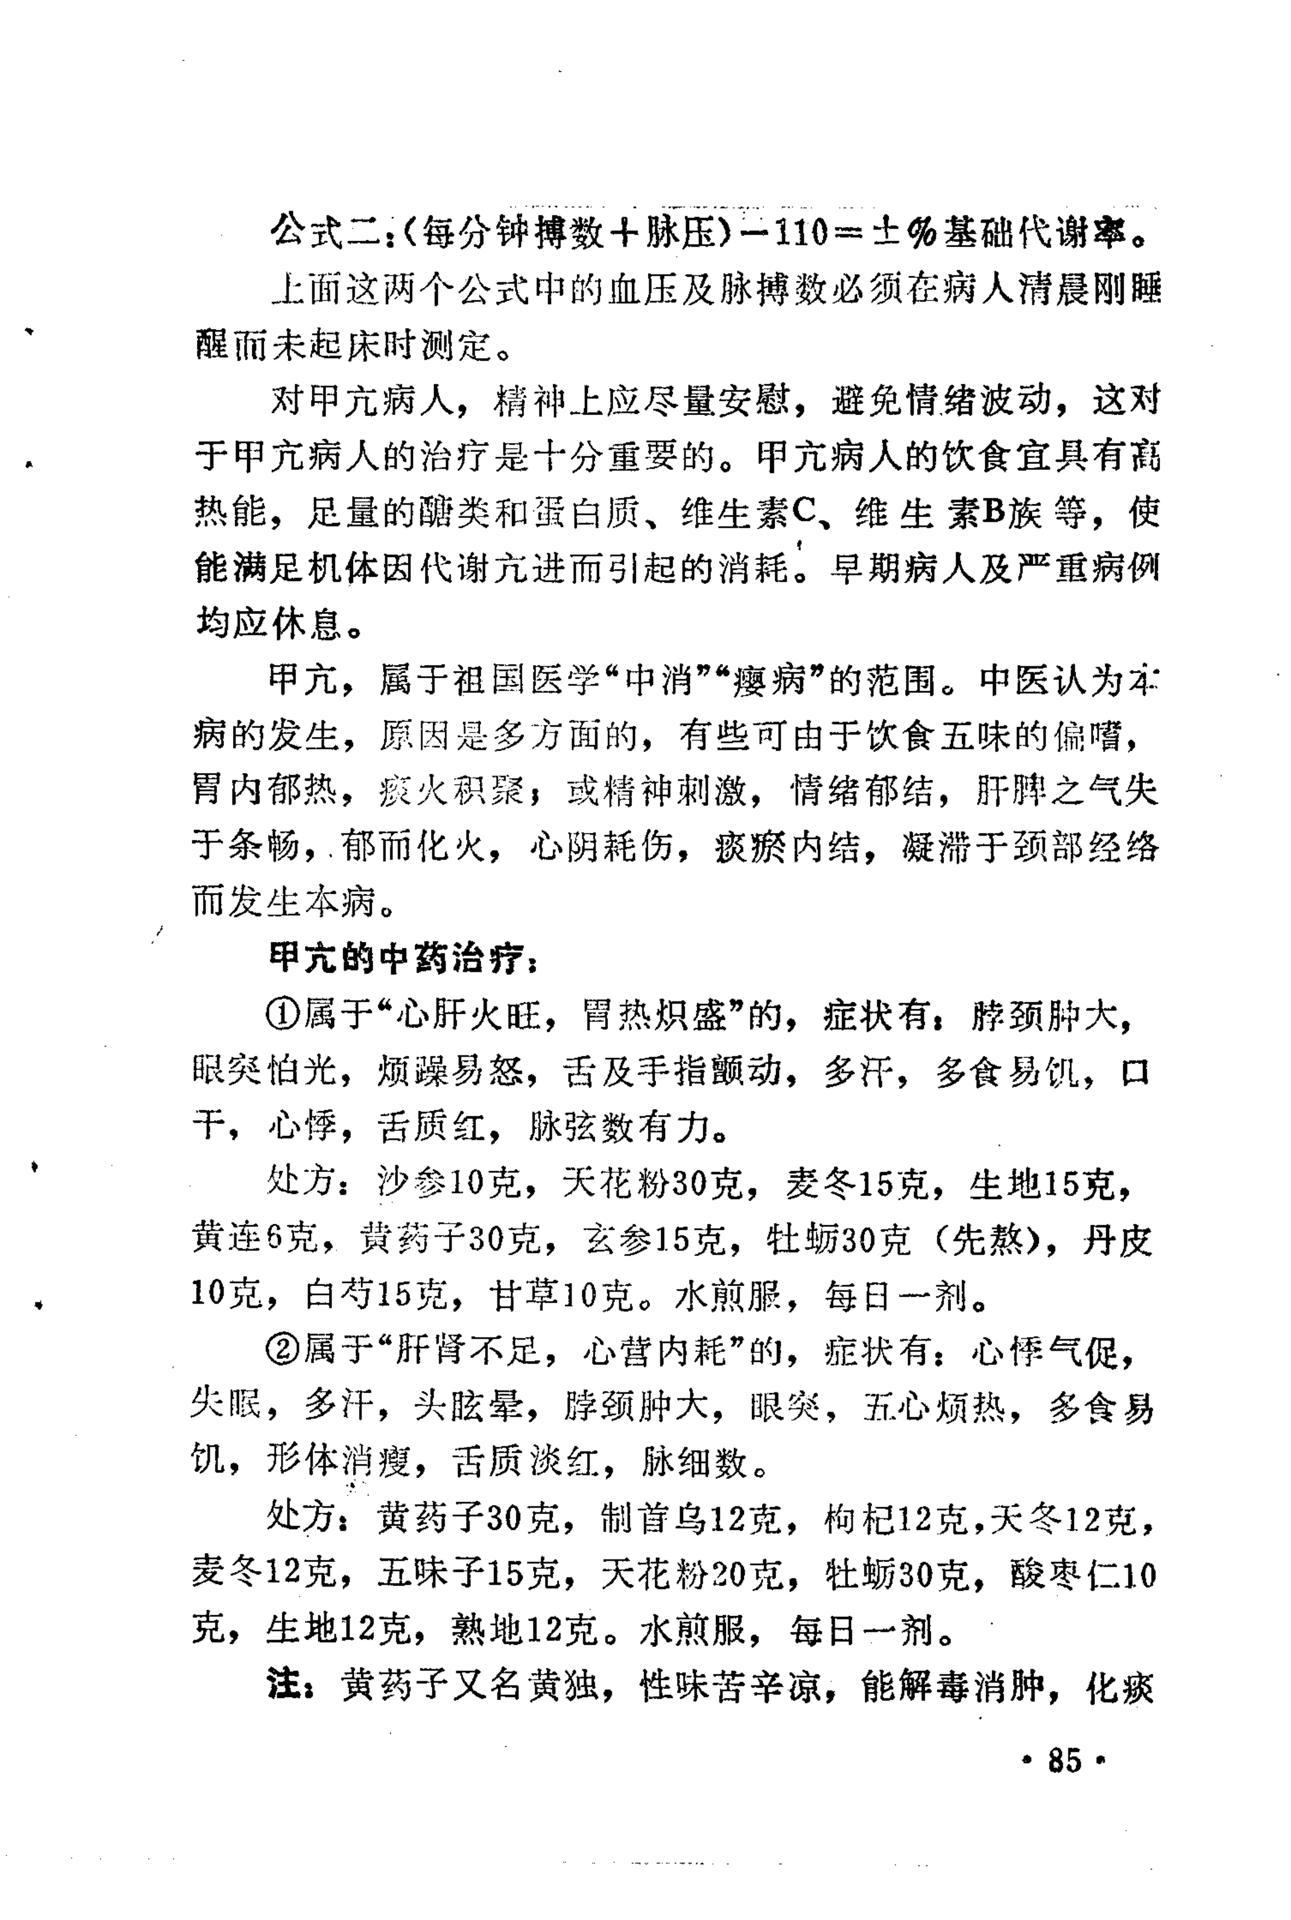 公式二:(每分钟搏数＋脉压)－110＝±%基础代谢率。
上面这两个公式中的血压及脉搏数必须在病人清晨刚睡
醒而未起床时测定。
对甲亢病人，精神上应尽量安慰，避免情绪波动，这对
于甲亢病人的治疗是十分重要的。甲亢病人的饮食宜具有高
热能，足量的醣类和蛋白质、维生素C、维生素B族等，使
能满足机体因代谢亢进而引起的消耗。早期病人及严重病例
均应休息。
甲亢，属于祖国医学“中消”“瘿病”的范围。中医认为本
病的发生，原因是多方面的，有些可由于饮食五味的偏嗜，
胃内郁热，痰火积聚；或精神刺激，情绪郁结，肝脾之气失
于条畅，郁而化火，心阴耗伤，痰瘀内结，凝滞于颈部经络
而发生本病。
甲亢的中药治疗：
①属于“心肝火旺，胃热炽盛”的，症状有：脖颈肿大，
眼突怕光，烦躁易怒，舌及手指颤动，多汗，多食易饥，口
干，心悸，舌质红，脉弦数有力。
处方：沙参10克，天花粉30克，麦冬15克，生地15克，
黄连6克，黄药子30克，玄参15克，牡蛎30克（先熬），丹皮
10克，白芍15克，甘草10克。水煎服，每日一剂。
②属于“肝肾不足，心营内耗”的，症状有：心悸气促，
失眠，多汗，头眩晕，脖颈肿大，眼突，五心烦热，多食易
饥，形体消瘦，舌质淡红，脉细数。
处方：黄药子30克，制首乌12克，枸杞12克，天冬12克，
麦冬12克，五味子15克，天花粉20克，牡蛎30克，酸枣仁10
克，生地12克，熟地12克。水煎服，每日一剂。
注：黄药子又名黄独，性味苦辛凉，能解毒消肿，化痰
·85·